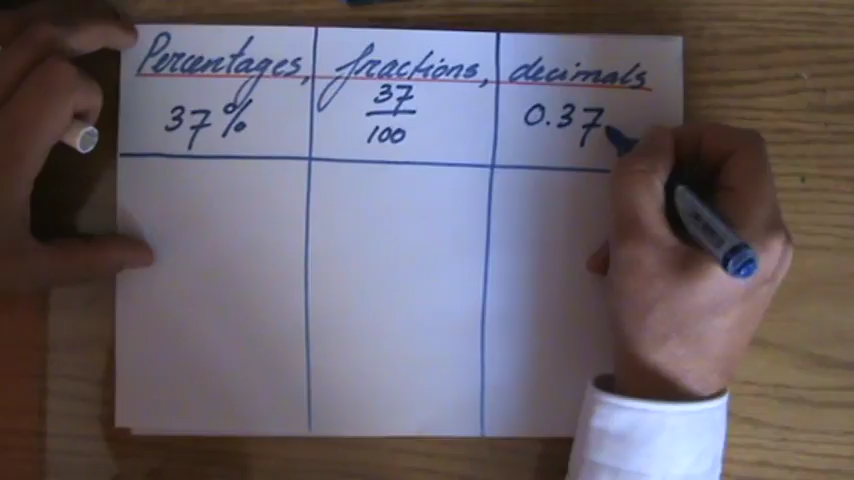 Percentages, fractions, decimals
37% 37/100 0.37